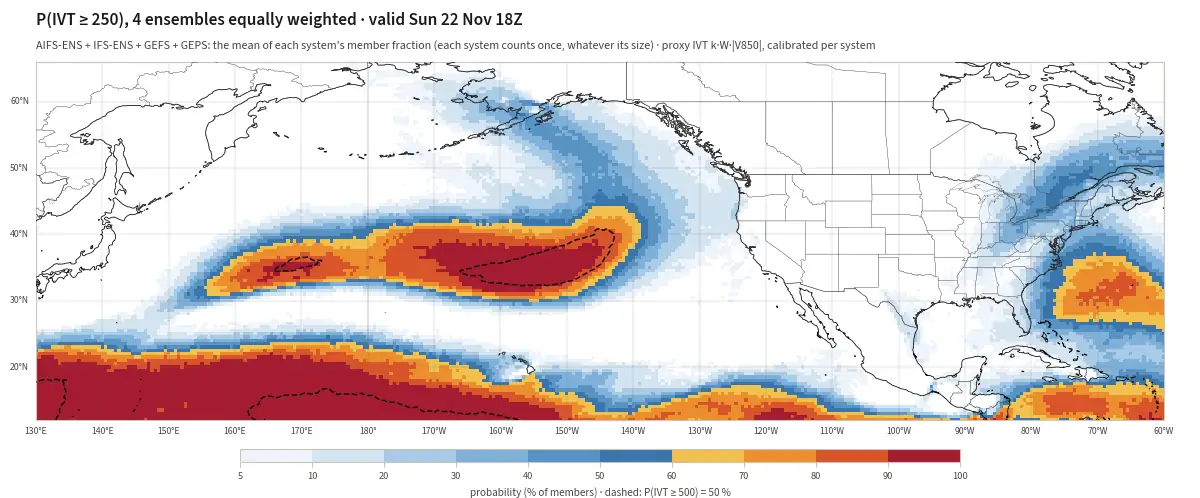 P(IVT ≥ 250), 4 ensembles equally weighted · valid Sun 22 Nov 18Z
AIFS-ENS + IFS-ENS + GEFS + GEPS: the mean of each system's member fraction (each system counts once, whatever its size) · proxy IVT k·W·|V850|, calibrated per system
60°N
50°N
40°N
30°N
20°N
130°E 140°E 150°E 160°E 170°E 180° 170°W 160°W 150°W 140°W 130°W 120°W 110°W 100°W 90°W 80°W 70°W 60°W
5 10 20 30 40 50 60 70 80 90 100
probability (% of members) · dashed: P(IVT ≥ 500) = 50 %